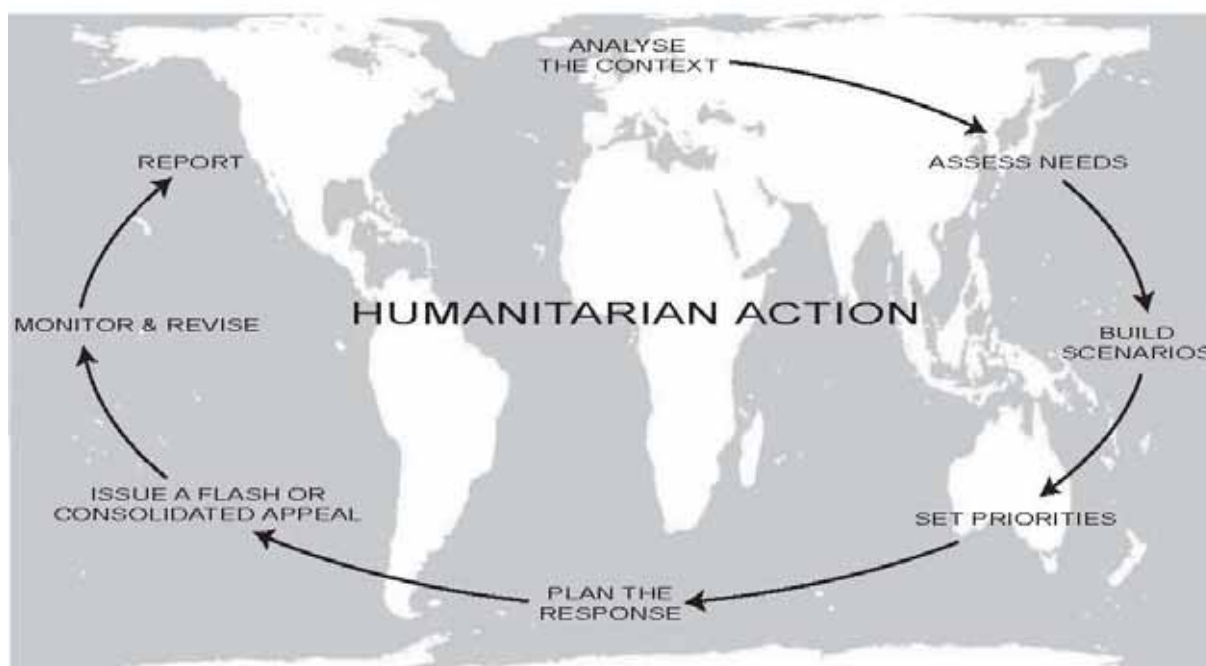 ANALYSE
THE CONTEXT
ASSESS NEEDS
BUILD
SCENARIOS
SET PRIORITIES
PLAN THE
RESPONSE
ISSUE A FLASH OR
CONSOLIDATED APPEAL
MONITOR & REVISE
REPORT
HUMANITARIAN ACTION